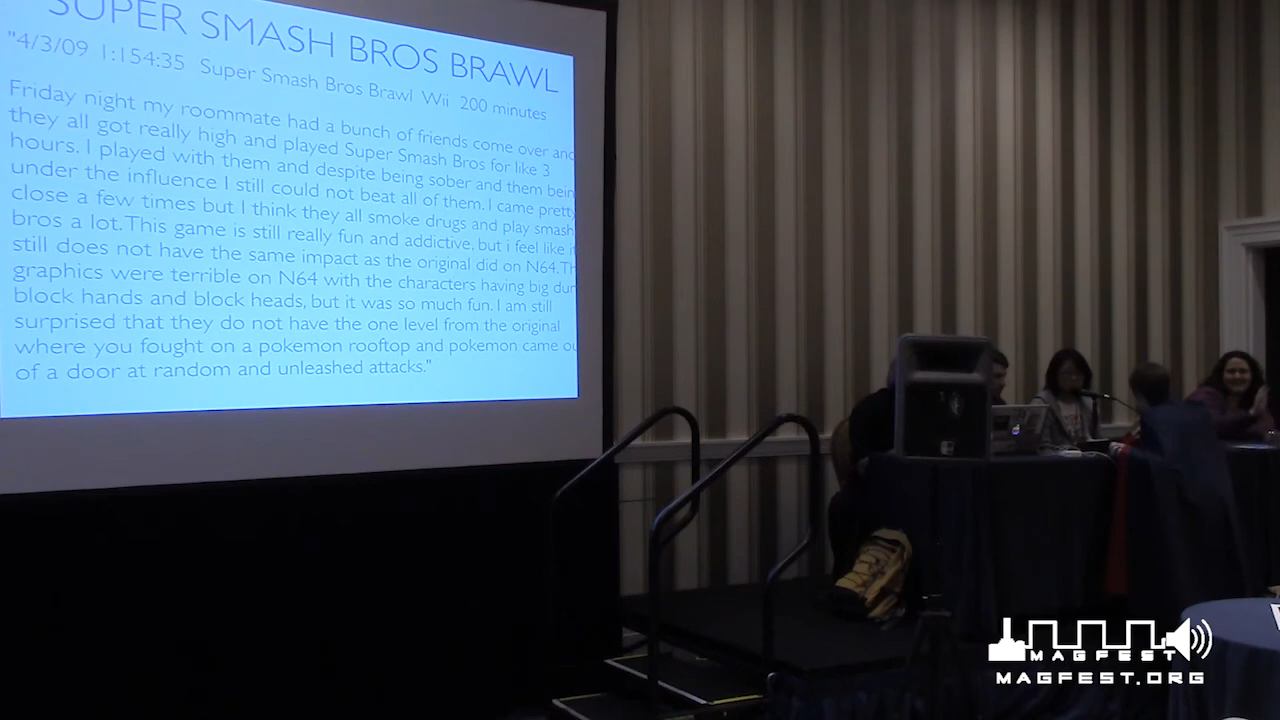 SUPER SMASH BROS BRAWL
"4/3/09 1:154:35 Super Smash Bros Brawl Wii 200 minutes
Friday night my roommate had a bunch of friends come over and
they all got really high and played Super Smash Bros for like 3
hours. I played with them and despite being sober and them bein
under the influence I still could not beat all of them. I came pretty
close a few times but I think they all smoke drugs and play smash
bros a lot. This game is still really fun and addictive, but i feel like i
still does not have the same impact as the original did on N64. Th
graphics were terrible on N64 with the characters having big dum
block hands and block heads, but it was so much fun. I am still
surprised that they do not have the one level from the original
where you fought on a pokemon rooftop and pokemon came ou
of a door at random and unleashed attacks."
MAGFEST
MAGFEST.ORG